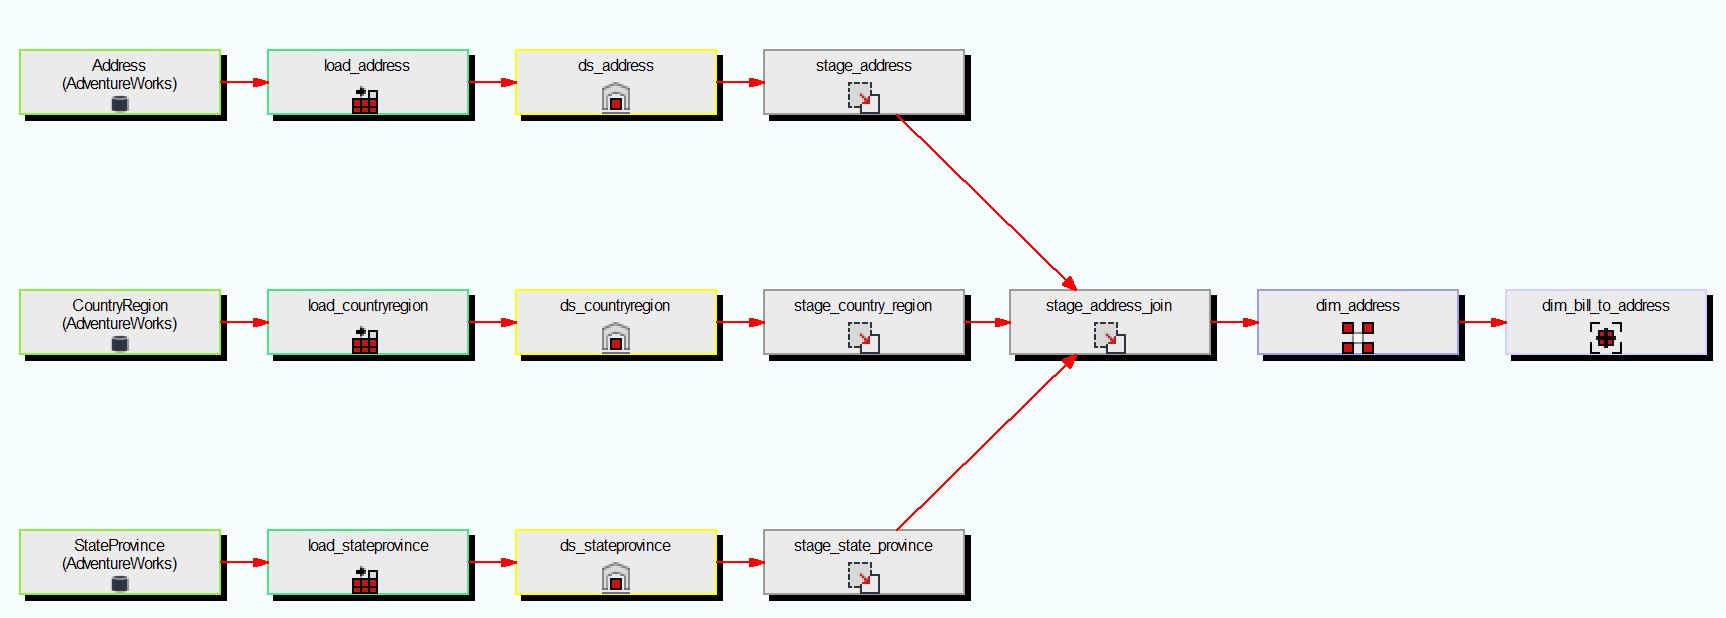 Address
(AdventureWorks)
load_address
ds_address
stage_address
CountryRegion
(AdventureWorks)
load_countryregion
ds_countryregion
stage_country_region
stage_address_join
dim_address
dim_bill_to_address
StateProvince
(AdventureWorks)
load_stateprovince
ds_stateprovince
stage_state_province